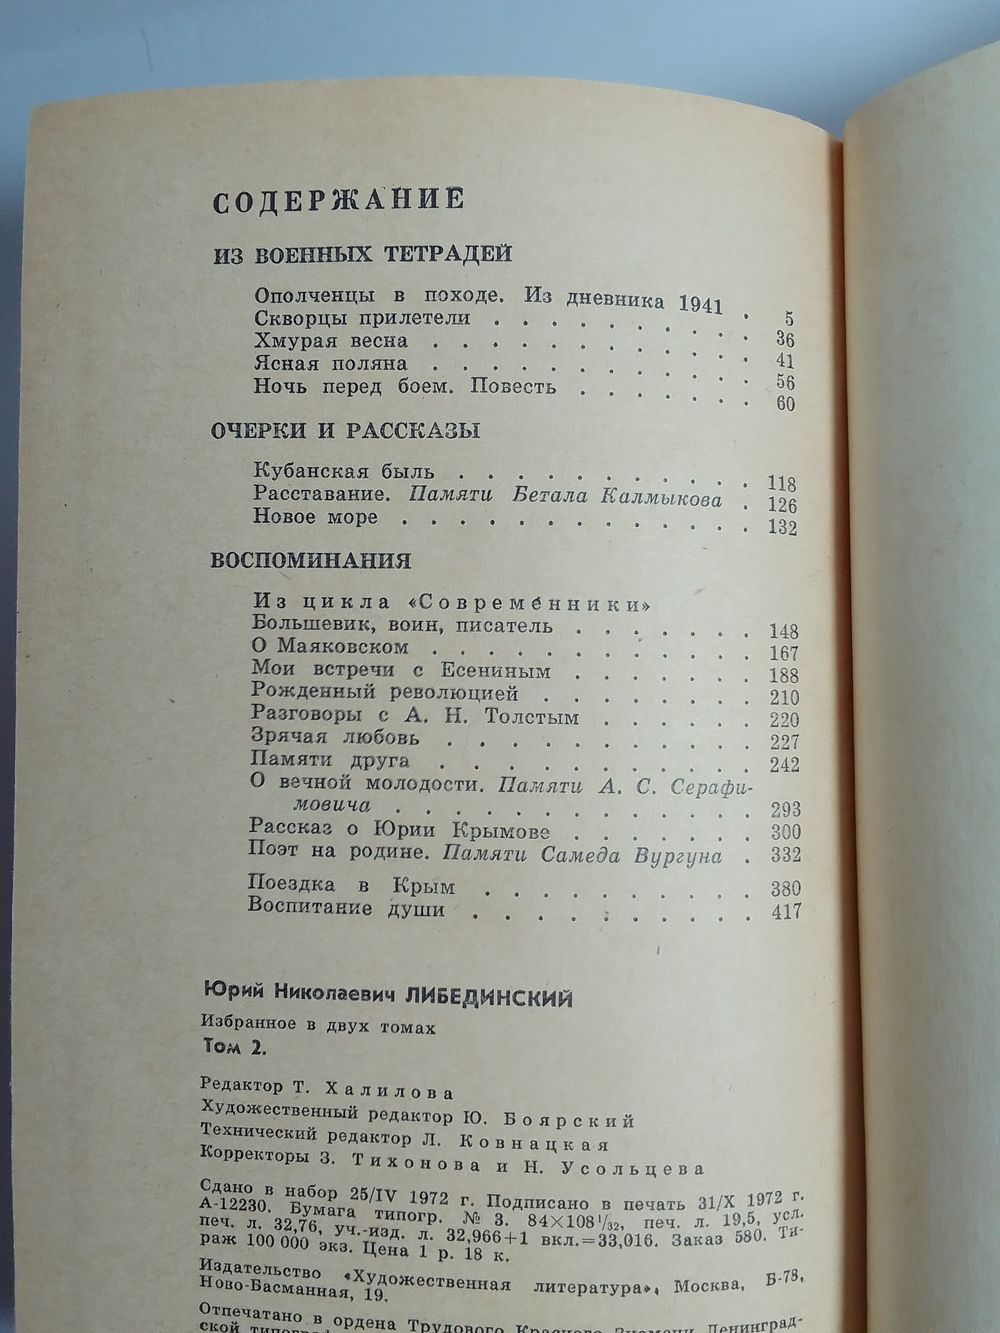 СОДЕРЖАНИЕ
ИЗ ВОЕННЫХ ТЕТРАДЕЙ
Ополченцы в походе. Из дневника 1941 . 5
Скворцы прилетели . . . . . . . . . 36
Хмурая весна . . . . . . . . . . . 41
Ясная поляна . . . . . . . . . . . 56
Ночь перед боем. Повесть . . . . . . 60
ОЧЕРКИ И РАССКАЗЫ
Кубанская быль . . . . . . . . . . 118
Расставание. Памяти Бетала Калмыкова . 126
Новое море . . . . . . . . . . . . 132
ВОСПОМИНАНИЯ
Из цикла «Современники»
Большевик, воин, писатель . . . . . . 148
О Маяковском . . . . . . . . . . . 167
Мои встречи с Есениным . . . . . . 188
Рожденный революцией . . . . . . . 210
Разговоры с А. Н. Толстым . . . . . 220
Зрячая любовь . . . . . . . . . . . 227
Памяти друга . . . . . . . . . . . 242
О вечной молодости. Памяти А. С. Серафи-
мовича . . . . . . . . . . . . 293
Рассказ о Юрии Крымове . . . . . . 300
Поэт на родине. Памяти Самеда Вургуна . 332
Поездка в Крым . . . . . . . . . . 380
Воспитание души . . . . . . . . . . 417
Юрий Николаевич ЛИБЕДИНСКИЙ
Избранное в двух томах
Том 2.
Редактор Т. Халилова
Художественный редактор Ю. Боярский
Технический редактор Л. Ковнацкая
Корректоры З. Тихонова и Н. Усольцева
Сдано в набор 25/IV 1972 г. Подписано в печать 31/X 1972 г.
А-12230. Бумага типогр. № 3. 84×108 1/32, печ. л. 19,5, усл.
печ. л. 32,76, уч.-изд. л. 32,966+1 вкл.=33,016. Заказ 580. Ти-
раж 100 000 экз. Цена 1 р. 18 к.
Издательство «Художественная литература», Москва, Б-78,
Ново-Басманная, 19.
Отпечатано в ордена Трудового Красного Знамени Ленинград-
ской